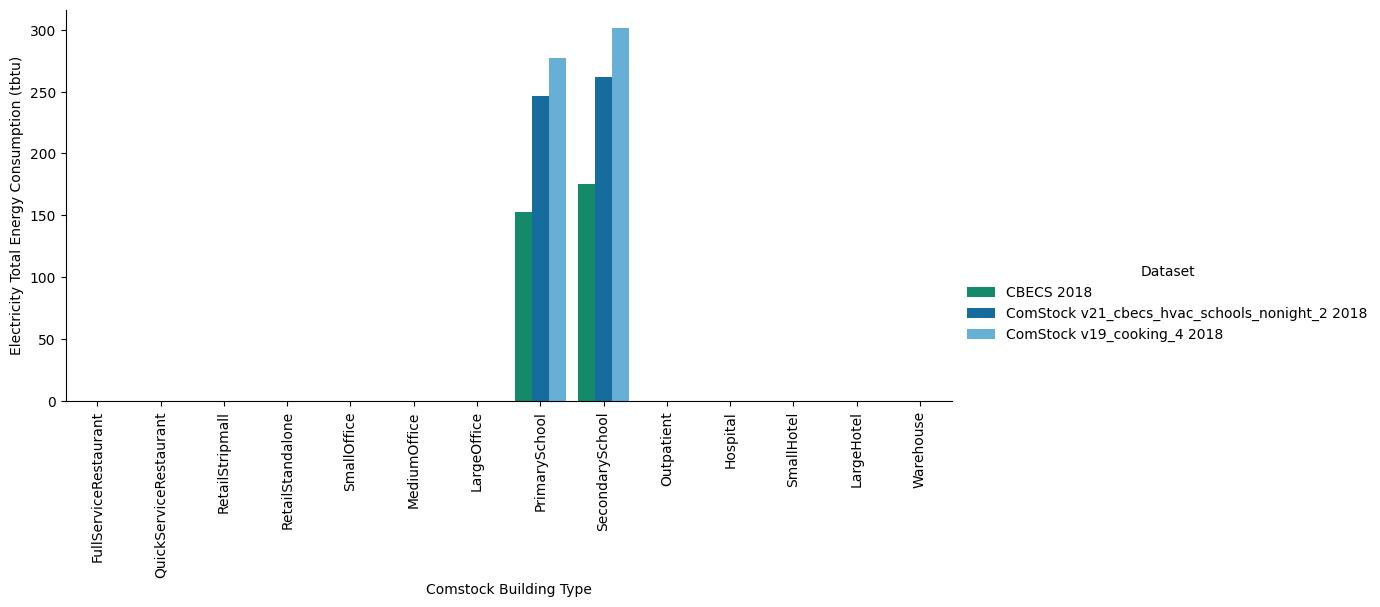 Electricity Total Energy Consumption (tbtu)
300
250
200
150
100
50
0
FullServiceRestaurant
QuickServiceRestaurant
RetailStripmall
RetailStandalone
SmallOffice
MediumOffice
LargeOffice
PrimarySchool
SecondarySchool
Outpatient
Hospital
SmallHotel
LargeHotel
Warehouse
Comstock Building Type
Dataset
CBECS 2018
ComStock v21_cbecs_hvac_schools_nonight_2 2018
ComStock v19_cooking_4 2018